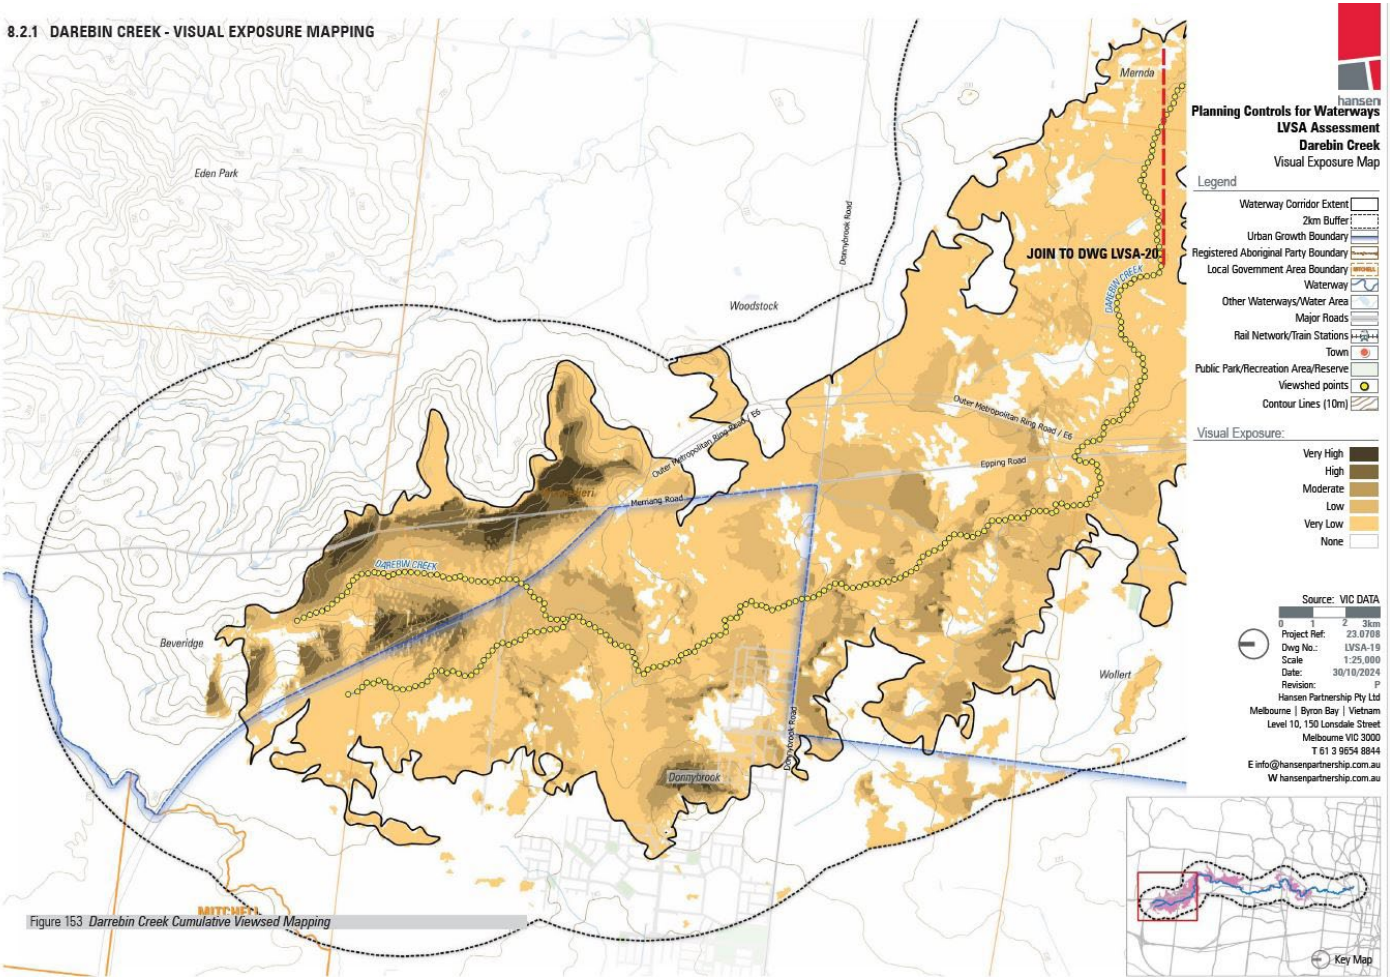 8.2.1 DAREBIN CREEK - VISUAL EXPOSURE MAPPING
hansen
Planning Controls for Waterways
LVSA Assessment
Darebin Creek
Visual Exposure Map
Legend
Waterway Corridor Extent
2km Buffer
Urban Growth Boundary
Registered Aboriginal Party Boundary
Local Government Area Boundary
MITCHELL
Waterway
Other Waterways/Water Area
Major Roads
Rail Network/Train Stations
Town
Public Park/Recreation Area/Reserve
Viewshed points
Contour Lines (10m)
Visual Exposure:
Very High
High
Moderate
Low
Very Low
None
Source: VIC DATA
0 1 2 3km
Project Ref: 23.0708
Dwg No.: LVSA-19
Scale 1:25,000
Date: 30/10/2024
Revision: P
Hansen Partnership Pty Ltd
Melbourne | Byron Bay | Vietnam
Level 10, 150 Lonsdale Street
Melbourne VIC 3000
T 61 3 9654 8844
E info@hansenpartnership.com.au
W hansenpartnership.com.au
Key Map
Mernda
Eden Park
Donnybrook Road
JOIN TO DWG LVSA-20
DAREBIN CREEK
Woodstock
Outer Metropolitan Ring Road / E6
Outer Metropolitan Ring Road / E6
Epping Road
Merriang Road
DAREBIN CREEK
Beveridge
Wollert
Donnybrook Road
Donnybrook
MITCHELL
Figure 153 Darrebin Creek Cumulative Viewsed Mapping